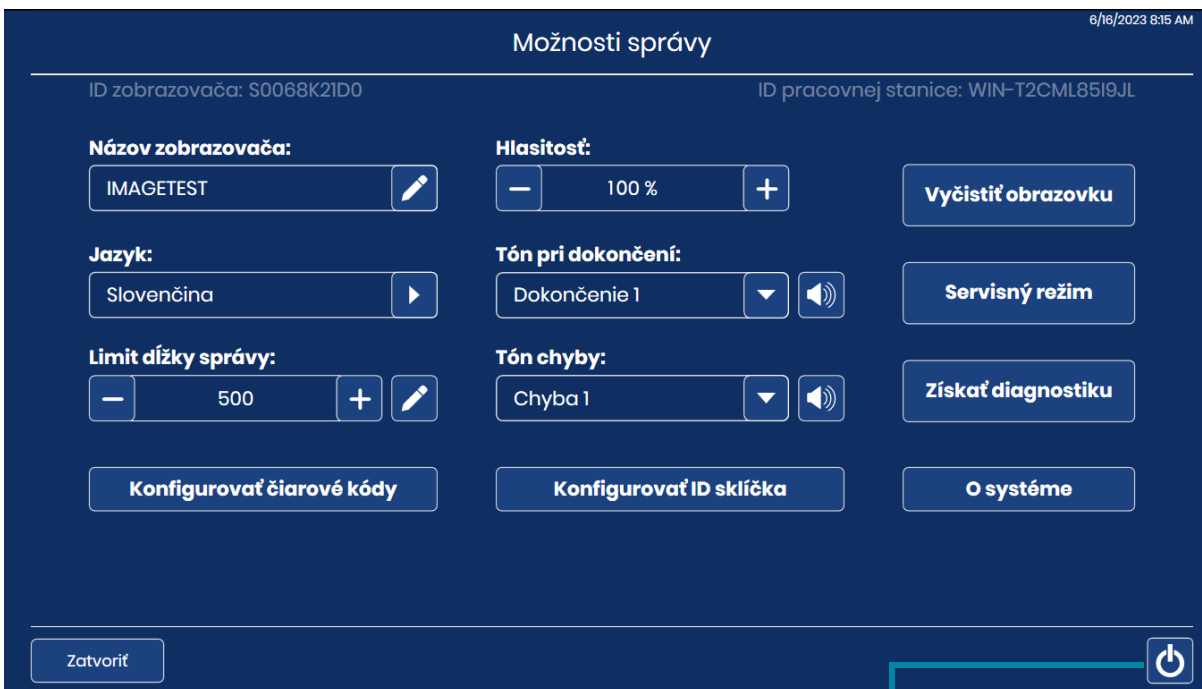 6/16/2023 8:15 AM
Možnosti správy
ID zobrazovača: S0068K21D0
ID pracovnej stanice: WIN-T2CML85I9JL
Názov zobrazovača:
IMAGETEST
Hlasitosť:
100 %
Vyčistiť obrazovku
Jazyk:
Slovenčina
Tón pri dokončení:
Dokončenie 1
Servisný režim
Limit dĺžky správy:
500
Tón chyby:
Chyba 1
Získať diagnostiku
Konfigurovať čiarové kódy
Konfigurovať ID sklíčka
O systéme
Zatvoriť